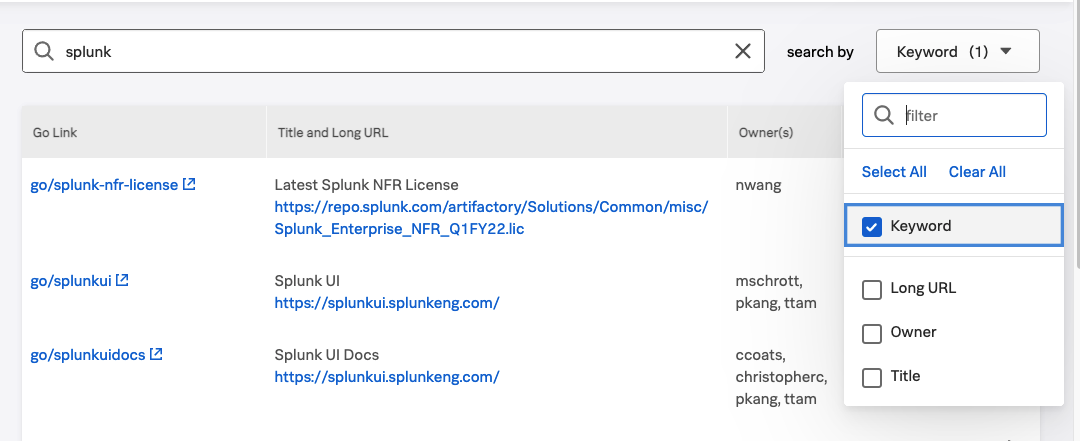 splunk
search by
Keyword (1)
filter
Select All Clear All
Keyword
Long URL
Owner
Title
Go Link
Title and Long URL
Owner(s)
go/splunk-nfr-license
Latest Splunk NFR License
https://repo.splunk.com/artifactory/Solutions/Common/misc/
Splunk_Enterprise_NFR_Q1FY22.lic
nwang
go/splunkui
Splunk UI
https://splunkui.splunkeng.com/
mschrott,
pkang, ttam
go/splunkuidocs
Splunk UI Docs
https://splunkui.splunkeng.com/
ccoats,
christopherc,
pkang, ttam